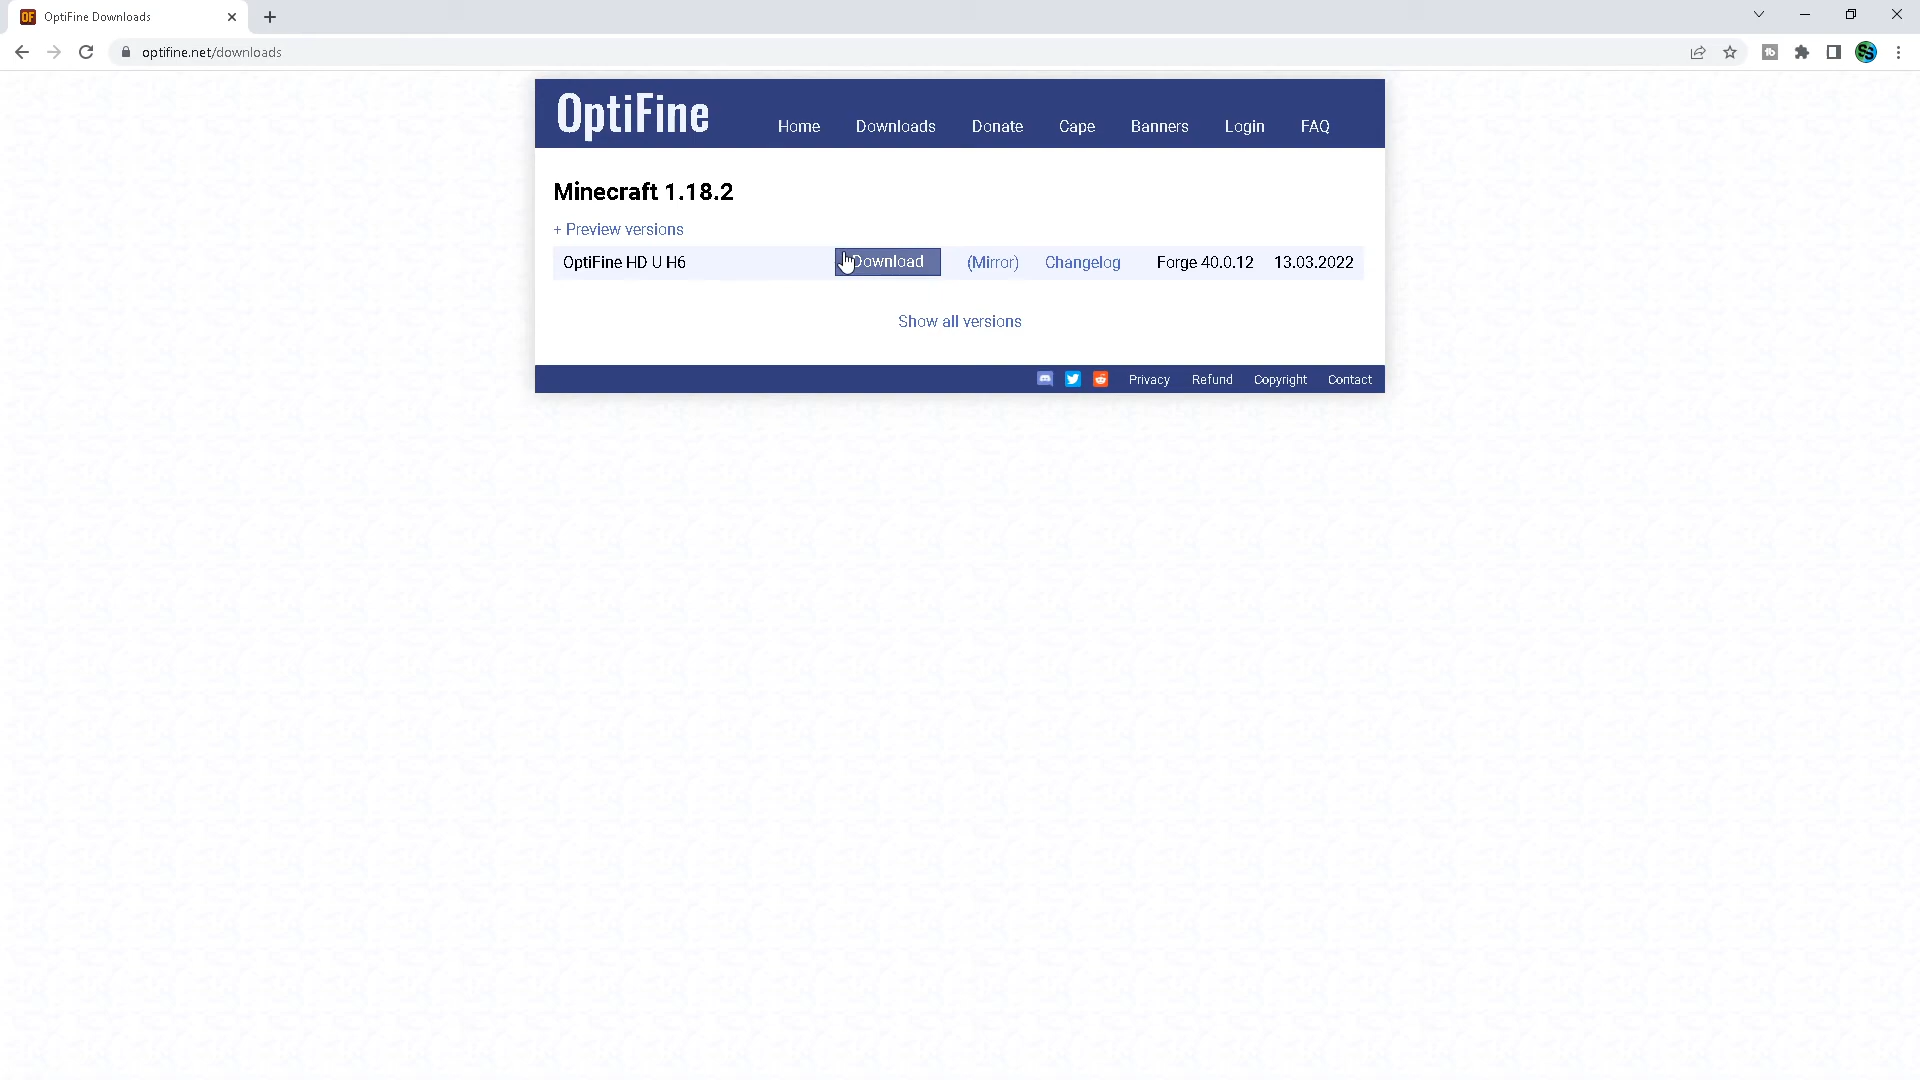 OptiFine Downloads
optifine.net/downloads
OptiFine
Home Downloads Donate Cape Banners Login FAQ
Minecraft 1.18.2
+ Preview versions
OptiFine HD U H6 Download (Mirror) Changelog Forge 40.0.12 13.03.2022
Show all versions
Privacy Refund Copyright Contact